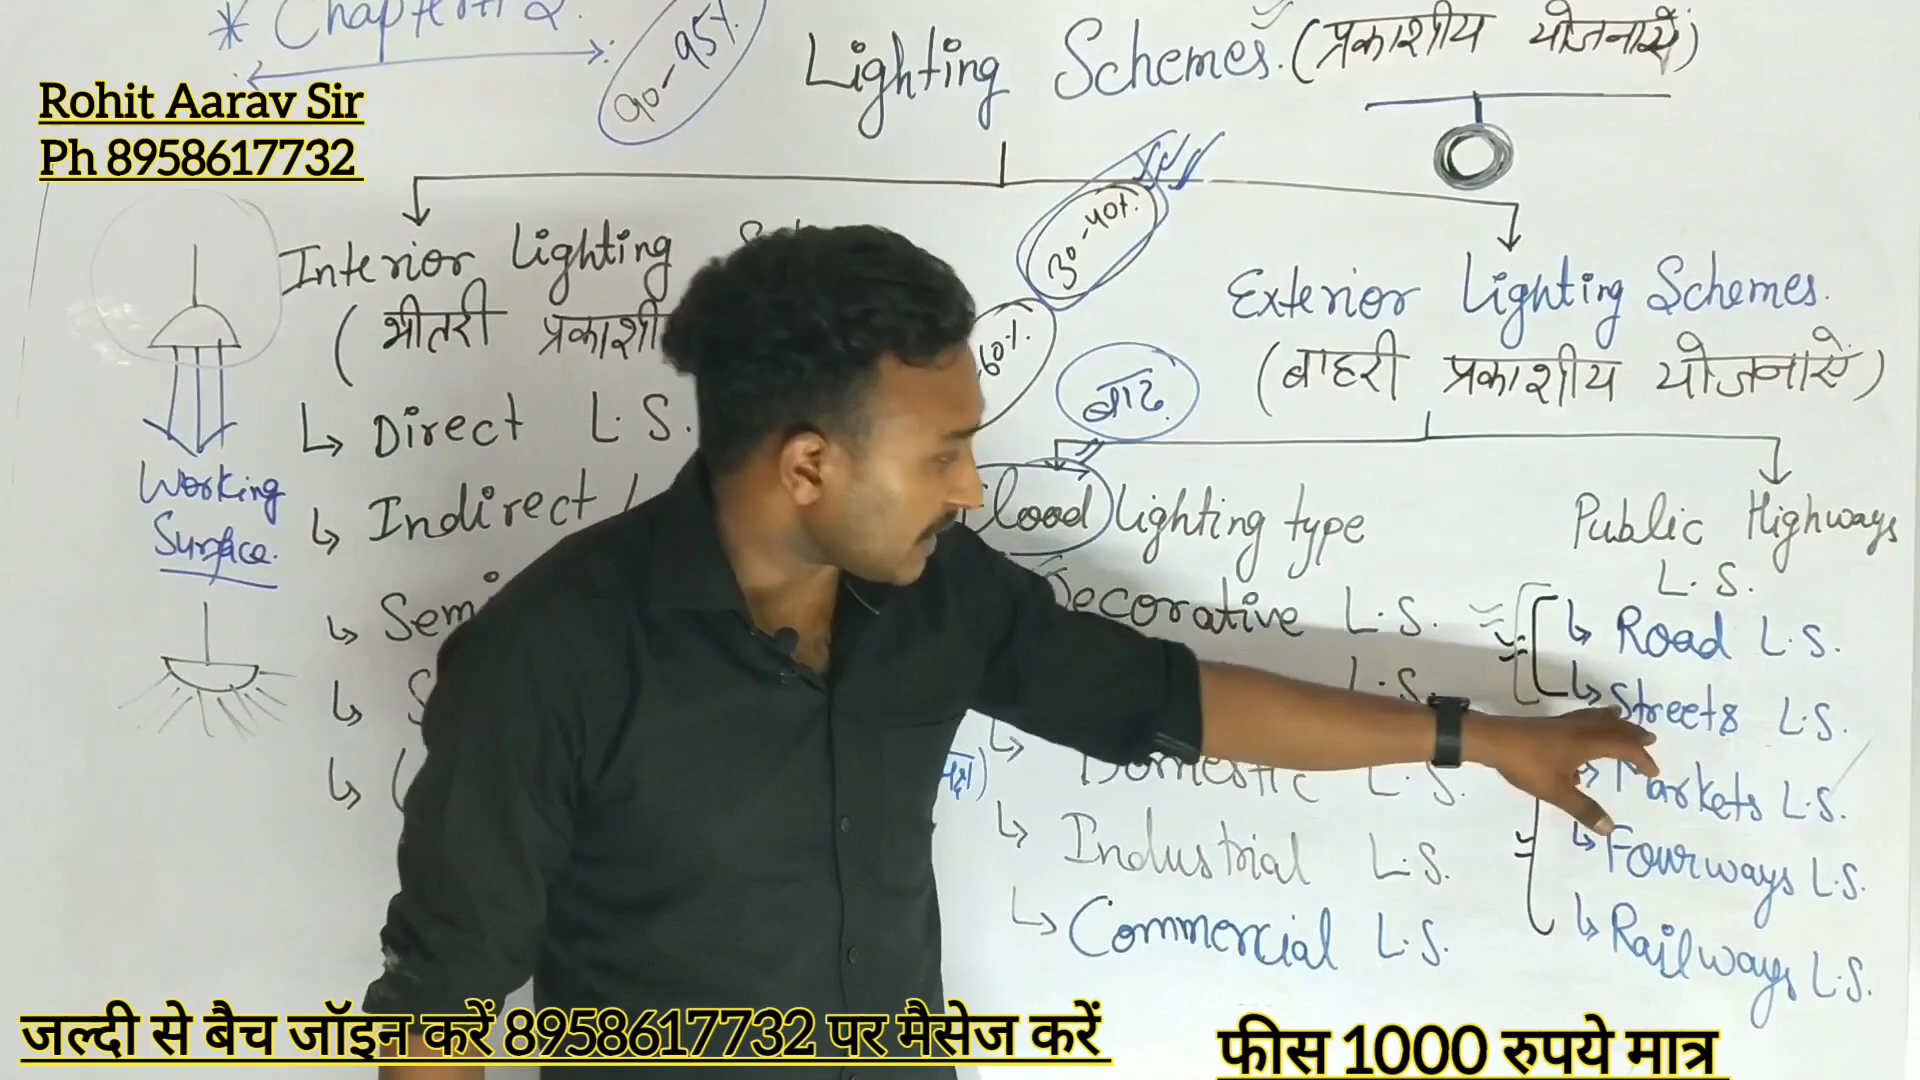 * Chapter 2.
90-95%
Lighting Schemes. (प्रकाशीय योजनाऐं)
Rohit Aarav Sir
Ph 8958617732
30-40%
60%
Interior Lighting
(भीतरी प्रकाशी
Exterior Lighting Schemes.
(बाहरी प्रकाशीय योजनाऐं)
बाढ़
↳ Direct L.S.
↳ Indirect
Working
Surface.
Flood lighting type
Public Highways
L.S.
↳ Semi
Decorative L.S.
↳ Road L.S.
L.S.
↳ Streets L.S.
Domestic L.S.
↳ Markets L.S.
↳ Industrial L.S.
↳ Fourways L.S.
↳ Commercial L.S.
↳ Railways L.S.
जल्दी से बैच जॉइन करें 8958617732 पर मैसेज करें
फीस 1000 रुपये मात्र